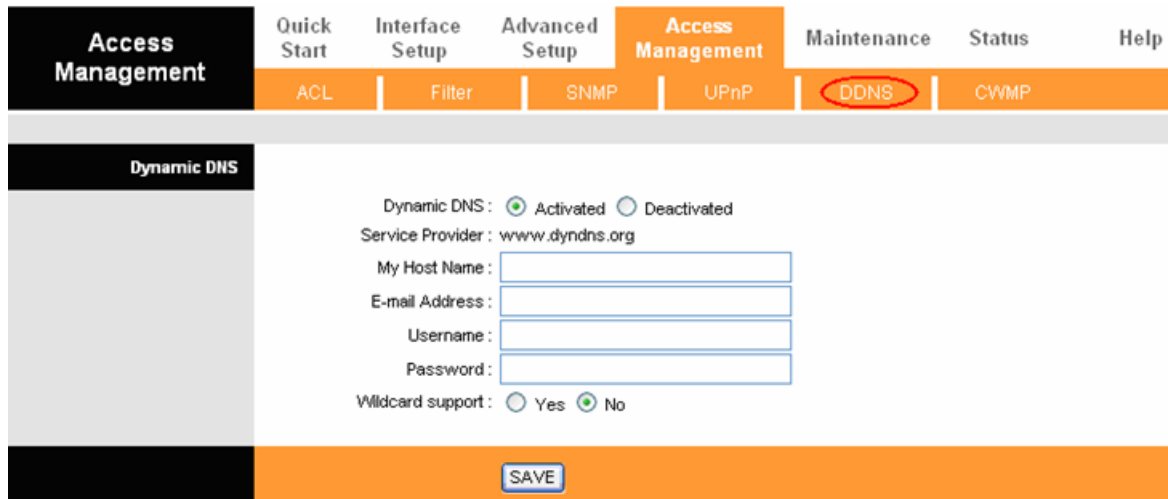 Access Management
Quick Start
Interface Setup
Advanced Setup
Access Management
Maintenance
Status
Help
ACL
Filter
SNMP
UPnP
DDNS
CWMP
Dynamic DNS
Dynamic DNS : Activated Deactivated
Service Provider : www.dyndns.org
My Host Name :
E-mail Address :
Username :
Password :
Wildcard support : Yes No
SAVE